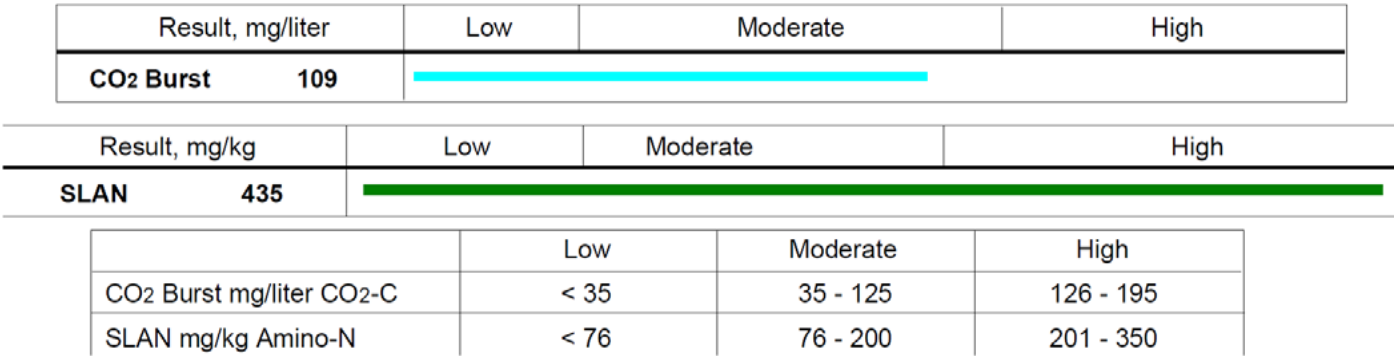 Result, mg/liter Low Moderate High
CO2 Burst 109
Result, mg/kg Low Moderate High
SLAN 435
Low Moderate High
CO2 Burst mg/liter CO2-C < 35 35 - 125 126 - 195
SLAN mg/kg Amino-N < 76 76 - 200 201 - 350